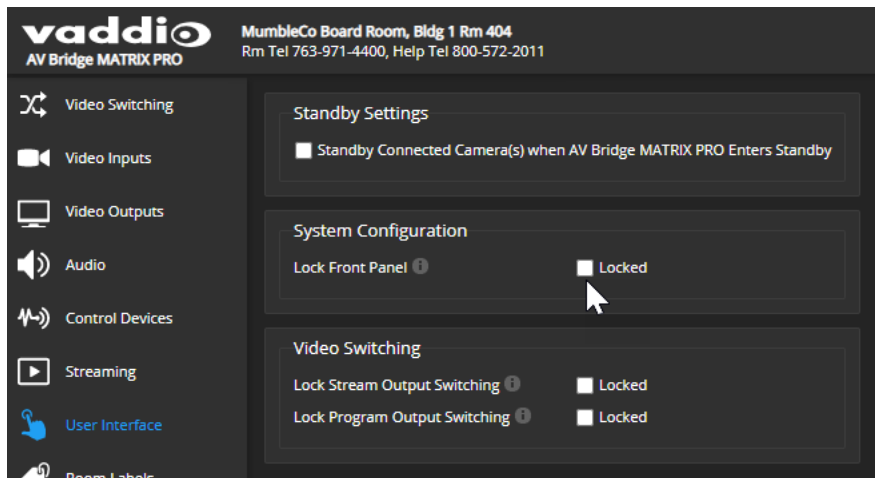 vaddio
AV Bridge MATRIX PRO
MumbleCo Board Room, Bldg 1 Rm 404
Rm Tel 763-971-4400, Help Tel 800-572-2011
Video Switching
Video Inputs
Video Outputs
Audio
Control Devices
Streaming
User Interface
Room Labels
Standby Settings
Standby Connected Camera(s) when AV Bridge MATRIX PRO Enters Standby
System Configuration
Lock Front Panel Locked
Video Switching
Lock Stream Output Switching Locked
Lock Program Output Switching Locked